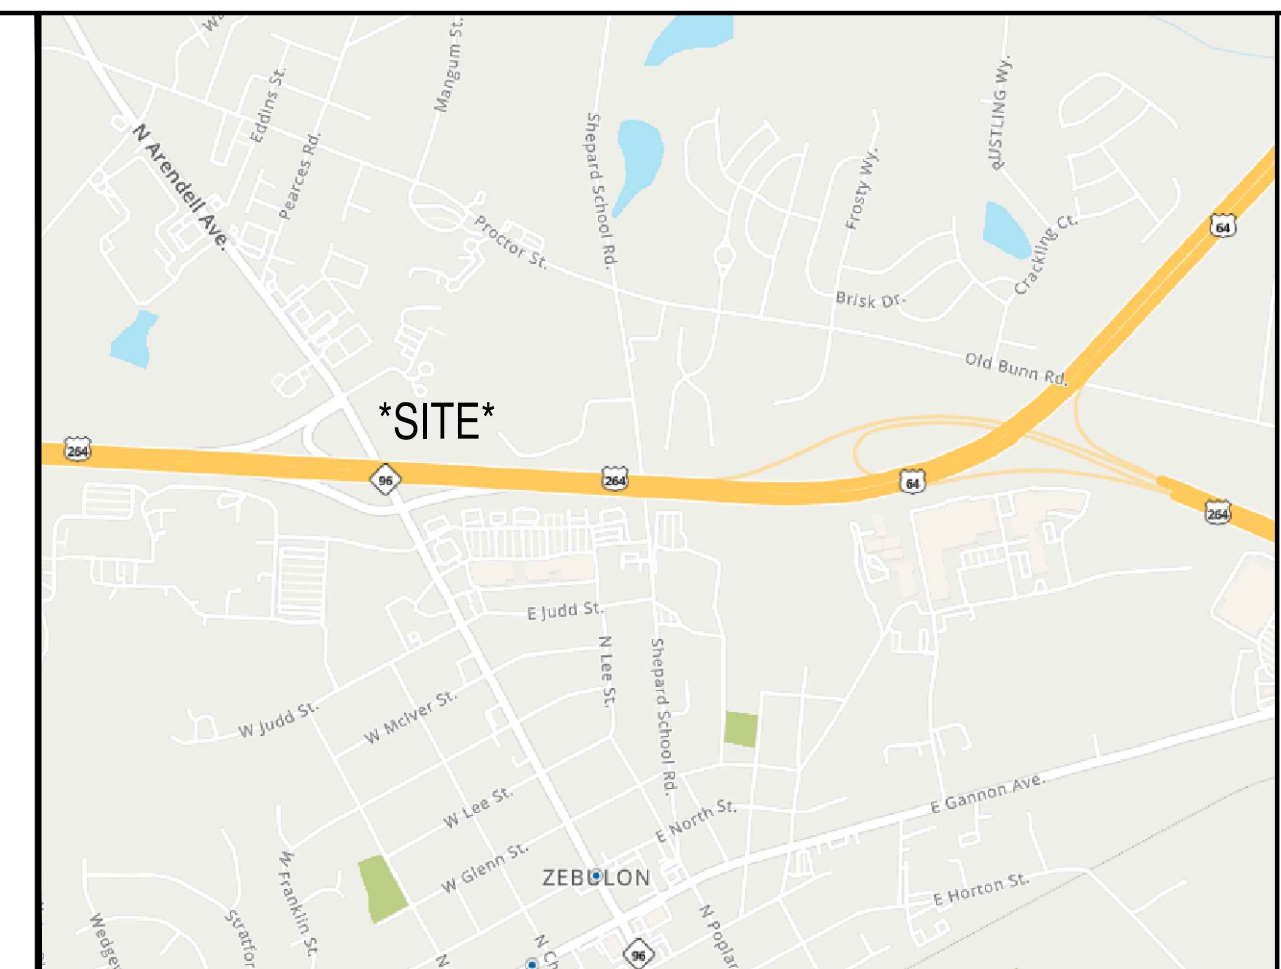 Mangum St.
Eddins St.
RUSTLING Wy.
N Arendell Ave.
Pearces Rd.
Shepard School Rd.
Frosty Wy.
Proctor St.
64
Crackling Ct.
Brisk Dr.
Old Bunn Rd.
*SITE*
264
96
264
64
264
E Judd St.
N Lee St.
Shepard School Rd.
W Judd St.
W McIver St.
W Lee St.
E North St.
E Gannon Ave.
W Glenn St.
ZEBULON
W Franklin St.
E Horton St.
96